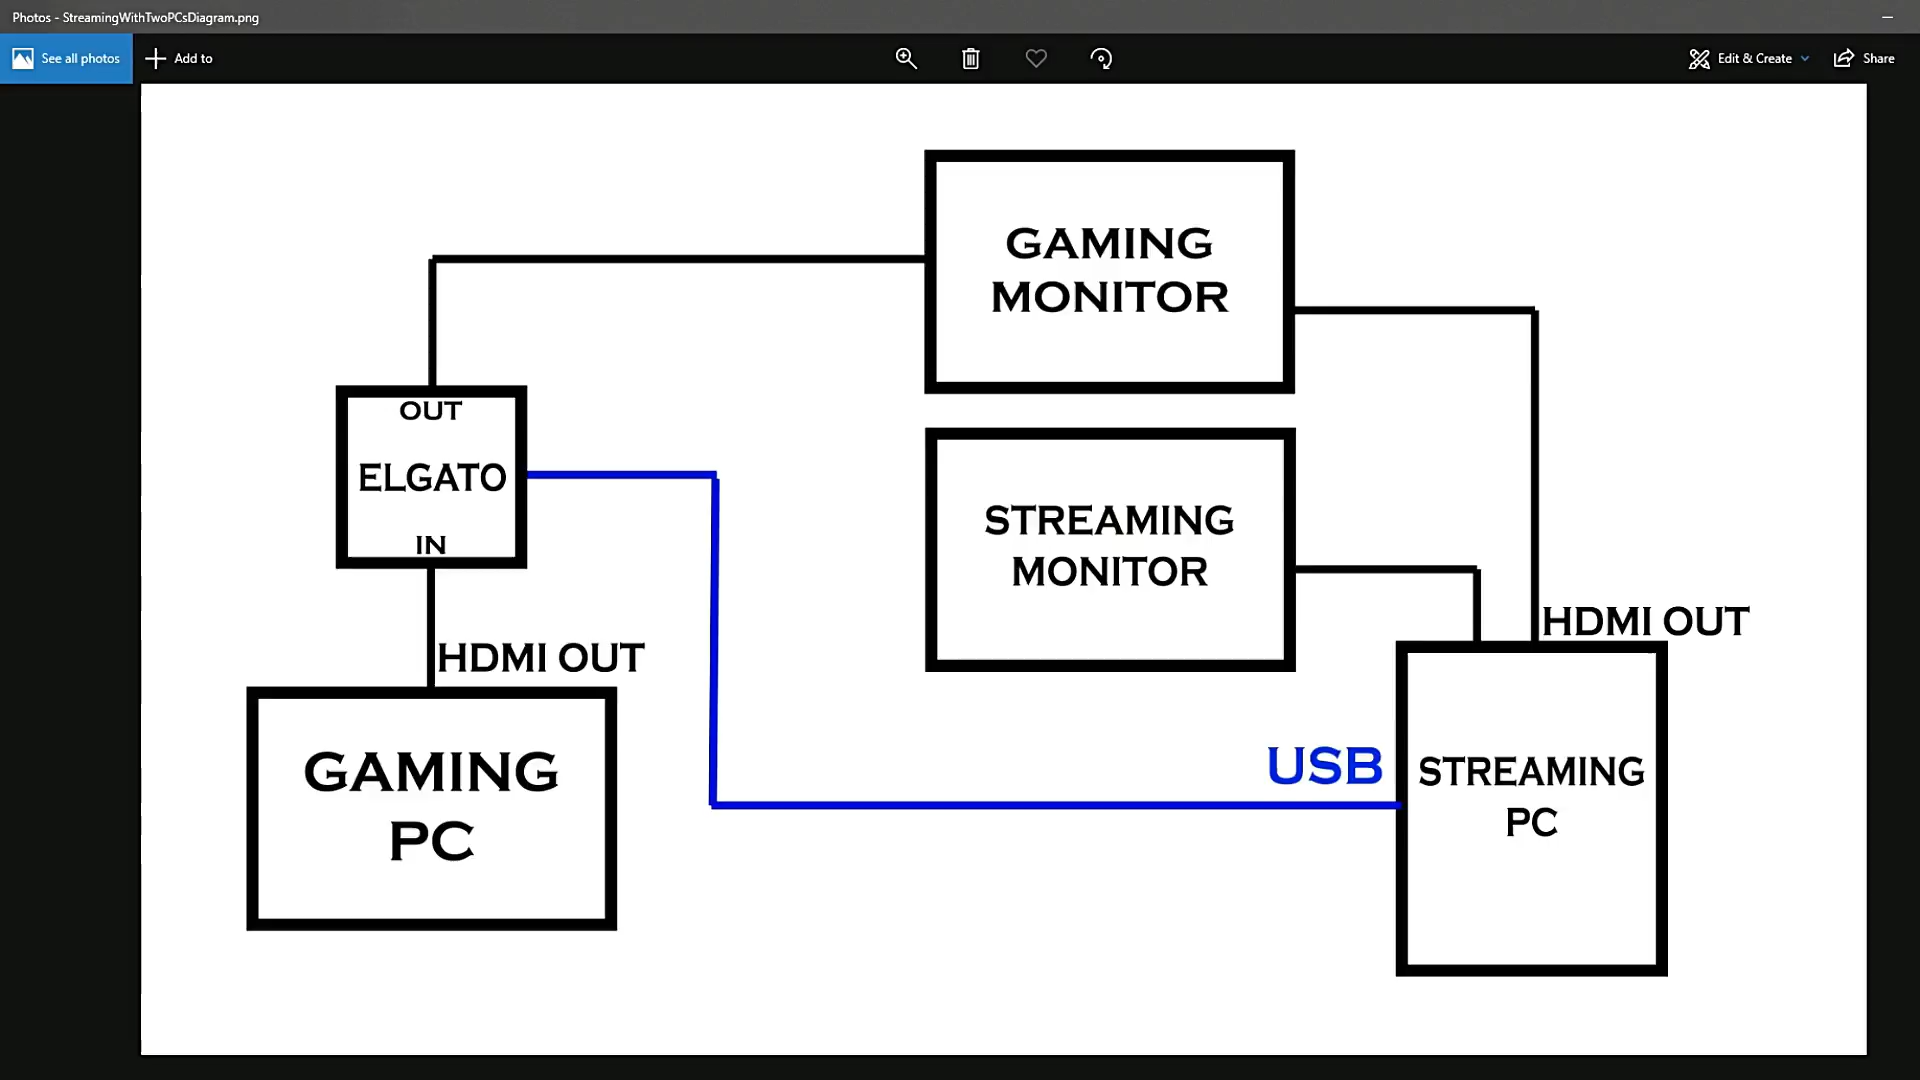 Photos - StreamingWithTwoPCsDiagram.png
See all photos
Add to
Edit & Create
Share
GAMING
MONITOR
OUT
ELGATO
IN
STREAMING
MONITOR
HDMI OUT
HDMI OUT
GAMING
PC
USB
STREAMING
PC